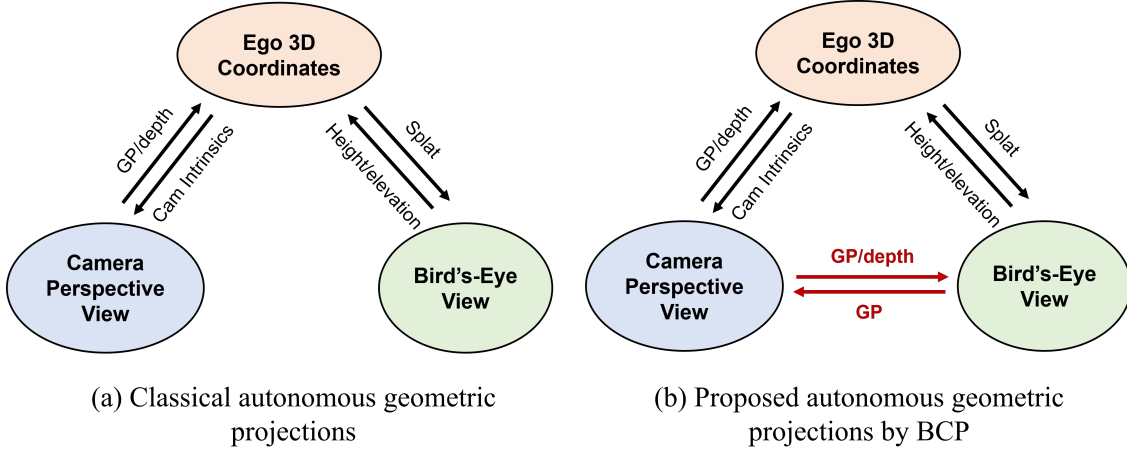 Ego 3D
Coordinates
GP/depth
Cam Intrinsics
Splat
Height/elevation
Camera
Perspective
View
Bird's-Eye
View
(a) Classical autonomous geometric
projections
Ego 3D
Coordinates
GP/depth
Cam Intrinsics
Splat
Height/elevation
Camera
Perspective
View
GP/depth
GP
Bird's-Eye
View
(b) Proposed autonomous geometric
projections by BCP